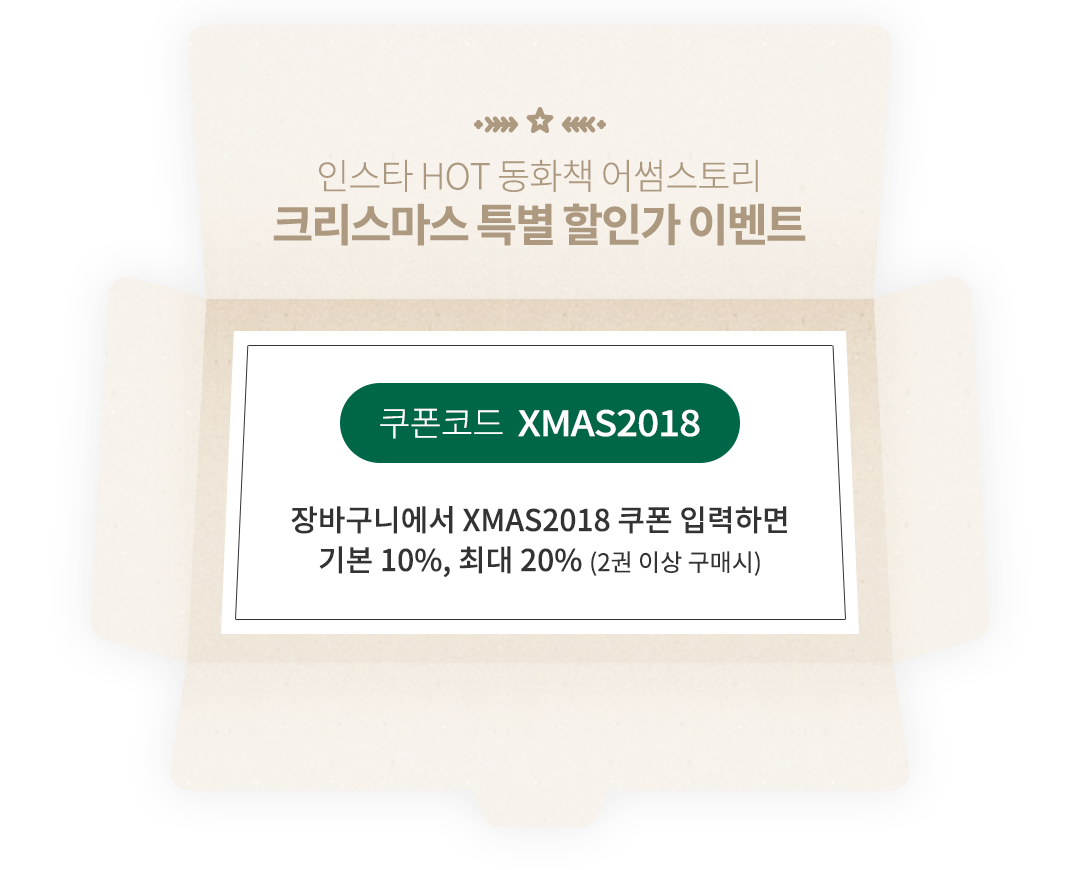 인스타 HOT 동화책 어썸스토리
크리스마스 특별 할인가 이벤트
쿠폰코드 XMAS2018
장바구니에서 XMAS2018 쿠폰 입력하면
기본 10%, 최대 20% (2권 이상 구매시)